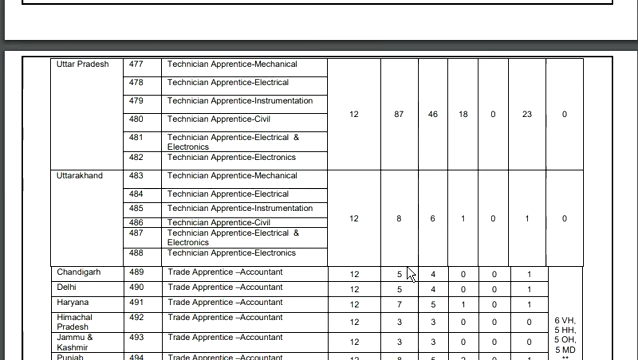 Uttar Pradesh 477 Technician Apprentice-Mechanical
478 Technician Apprentice-Electrical
479 Technician Apprentice-Instrumentation
480 Technician Apprentice-Civil 12 87 46 18 0 23 0
481 Technician Apprentice-Electrical &
Electronics
482 Technician Apprentice-Electronics
Uttarakhand 483 Technician Apprentice-Mechanical
484 Technician Apprentice-Electrical
485 Technician Apprentice-Instrumentation
486 Technician Apprentice-Civil 12 8 6 1 0 1 0
487 Technician Apprentice-Electrical &
Electronics
488 Technician Apprentice-Electronics
Chandigarh 489 Trade Apprentice –Accountant 12 5 4 0 0 1
Delhi 490 Trade Apprentice –Accountant 12 5 4 0 0 1
Haryana 491 Trade Apprentice –Accountant 12 7 5 1 0 1
Himachal
Pradesh 492 Trade Apprentice –Accountant 12 3 3 0 0 0
Jammu &
Kashmir 493 Trade Apprentice –Accountant 12 3 3 0 0 0
6 VH,
5 HH,
5 OH,
5 MD
**
Punjab 494 Trade Apprentice –Accountant 12 8 5 2 0 1